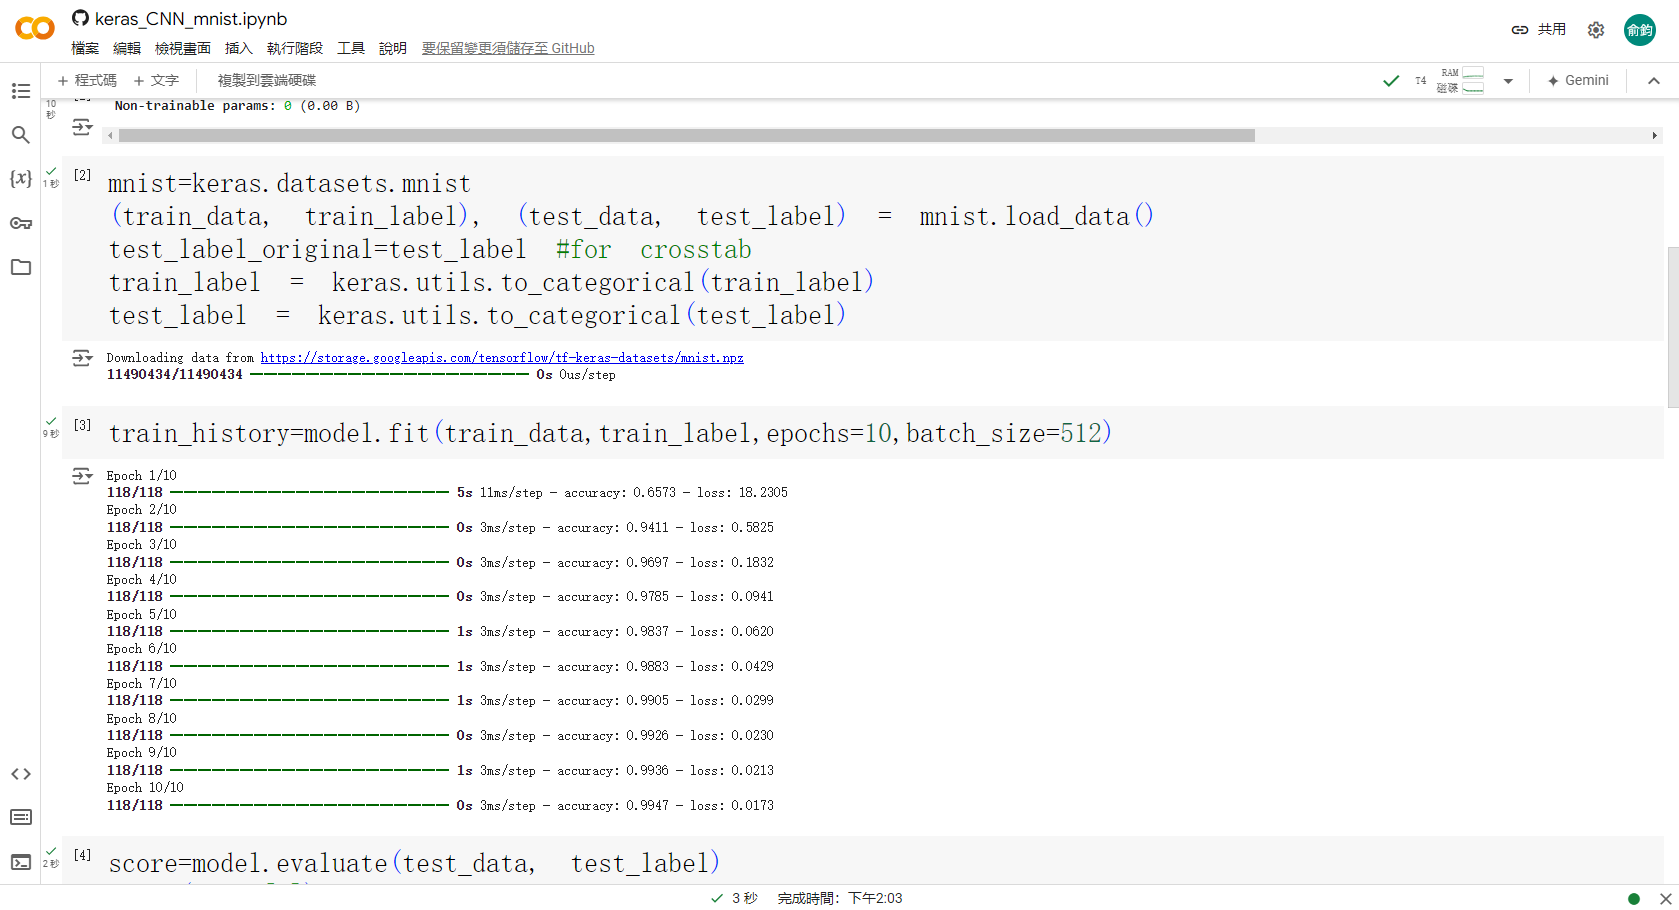 keras_CNN_mnist.ipynb
檔案 編輯 檢視畫面 插入 執行階段 工具 說明 要保留變更須儲存至 GitHub
共用
俞鈞
+ 程式碼 + 文字 複製到雲端硬碟
T4 RAM 磁碟
Gemini
10 秒
Non-trainable params: 0 (0.00 B)
1 秒
[2]
mnist=keras.datasets.mnist
(train_data, train_label), (test_data, test_label) = mnist.load_data()
test_label_original=test_label #for crosstab
train_label = keras.utils.to_categorical(train_label)
test_label = keras.utils.to_categorical(test_label)
Downloading data from https://storage.googleapis.com/tensorflow/tf-keras-datasets/mnist.npz
11490434/11490434 ━━━━━━━━━━━━━━━━━━━━ 0s 0us/step
9 秒
[3]
train_history=model.fit(train_data,train_label,epochs=10,batch_size=512)
Epoch 1/10
118/118 ━━━━━━━━━━━━━━━━━━━━ 5s 11ms/step - accuracy: 0.6573 - loss: 18.2305
Epoch 2/10
118/118 ━━━━━━━━━━━━━━━━━━━━ 0s 3ms/step - accuracy: 0.9411 - loss: 0.5825
Epoch 3/10
118/118 ━━━━━━━━━━━━━━━━━━━━ 0s 3ms/step - accuracy: 0.9697 - loss: 0.1832
Epoch 4/10
118/118 ━━━━━━━━━━━━━━━━━━━━ 0s 3ms/step - accuracy: 0.9785 - loss: 0.0941
Epoch 5/10
118/118 ━━━━━━━━━━━━━━━━━━━━ 1s 3ms/step - accuracy: 0.9837 - loss: 0.0620
Epoch 6/10
118/118 ━━━━━━━━━━━━━━━━━━━━ 1s 3ms/step - accuracy: 0.9883 - loss: 0.0429
Epoch 7/10
118/118 ━━━━━━━━━━━━━━━━━━━━ 1s 3ms/step - accuracy: 0.9905 - loss: 0.0299
Epoch 8/10
118/118 ━━━━━━━━━━━━━━━━━━━━ 0s 3ms/step - accuracy: 0.9926 - loss: 0.0230
Epoch 9/10
118/118 ━━━━━━━━━━━━━━━━━━━━ 1s 3ms/step - accuracy: 0.9936 - loss: 0.0213
Epoch 10/10
118/118 ━━━━━━━━━━━━━━━━━━━━ 0s 3ms/step - accuracy: 0.9947 - loss: 0.0173
2 秒
[4]
score=model.evaluate(test_data, test_label)
3 秒 完成時間：下午2:03